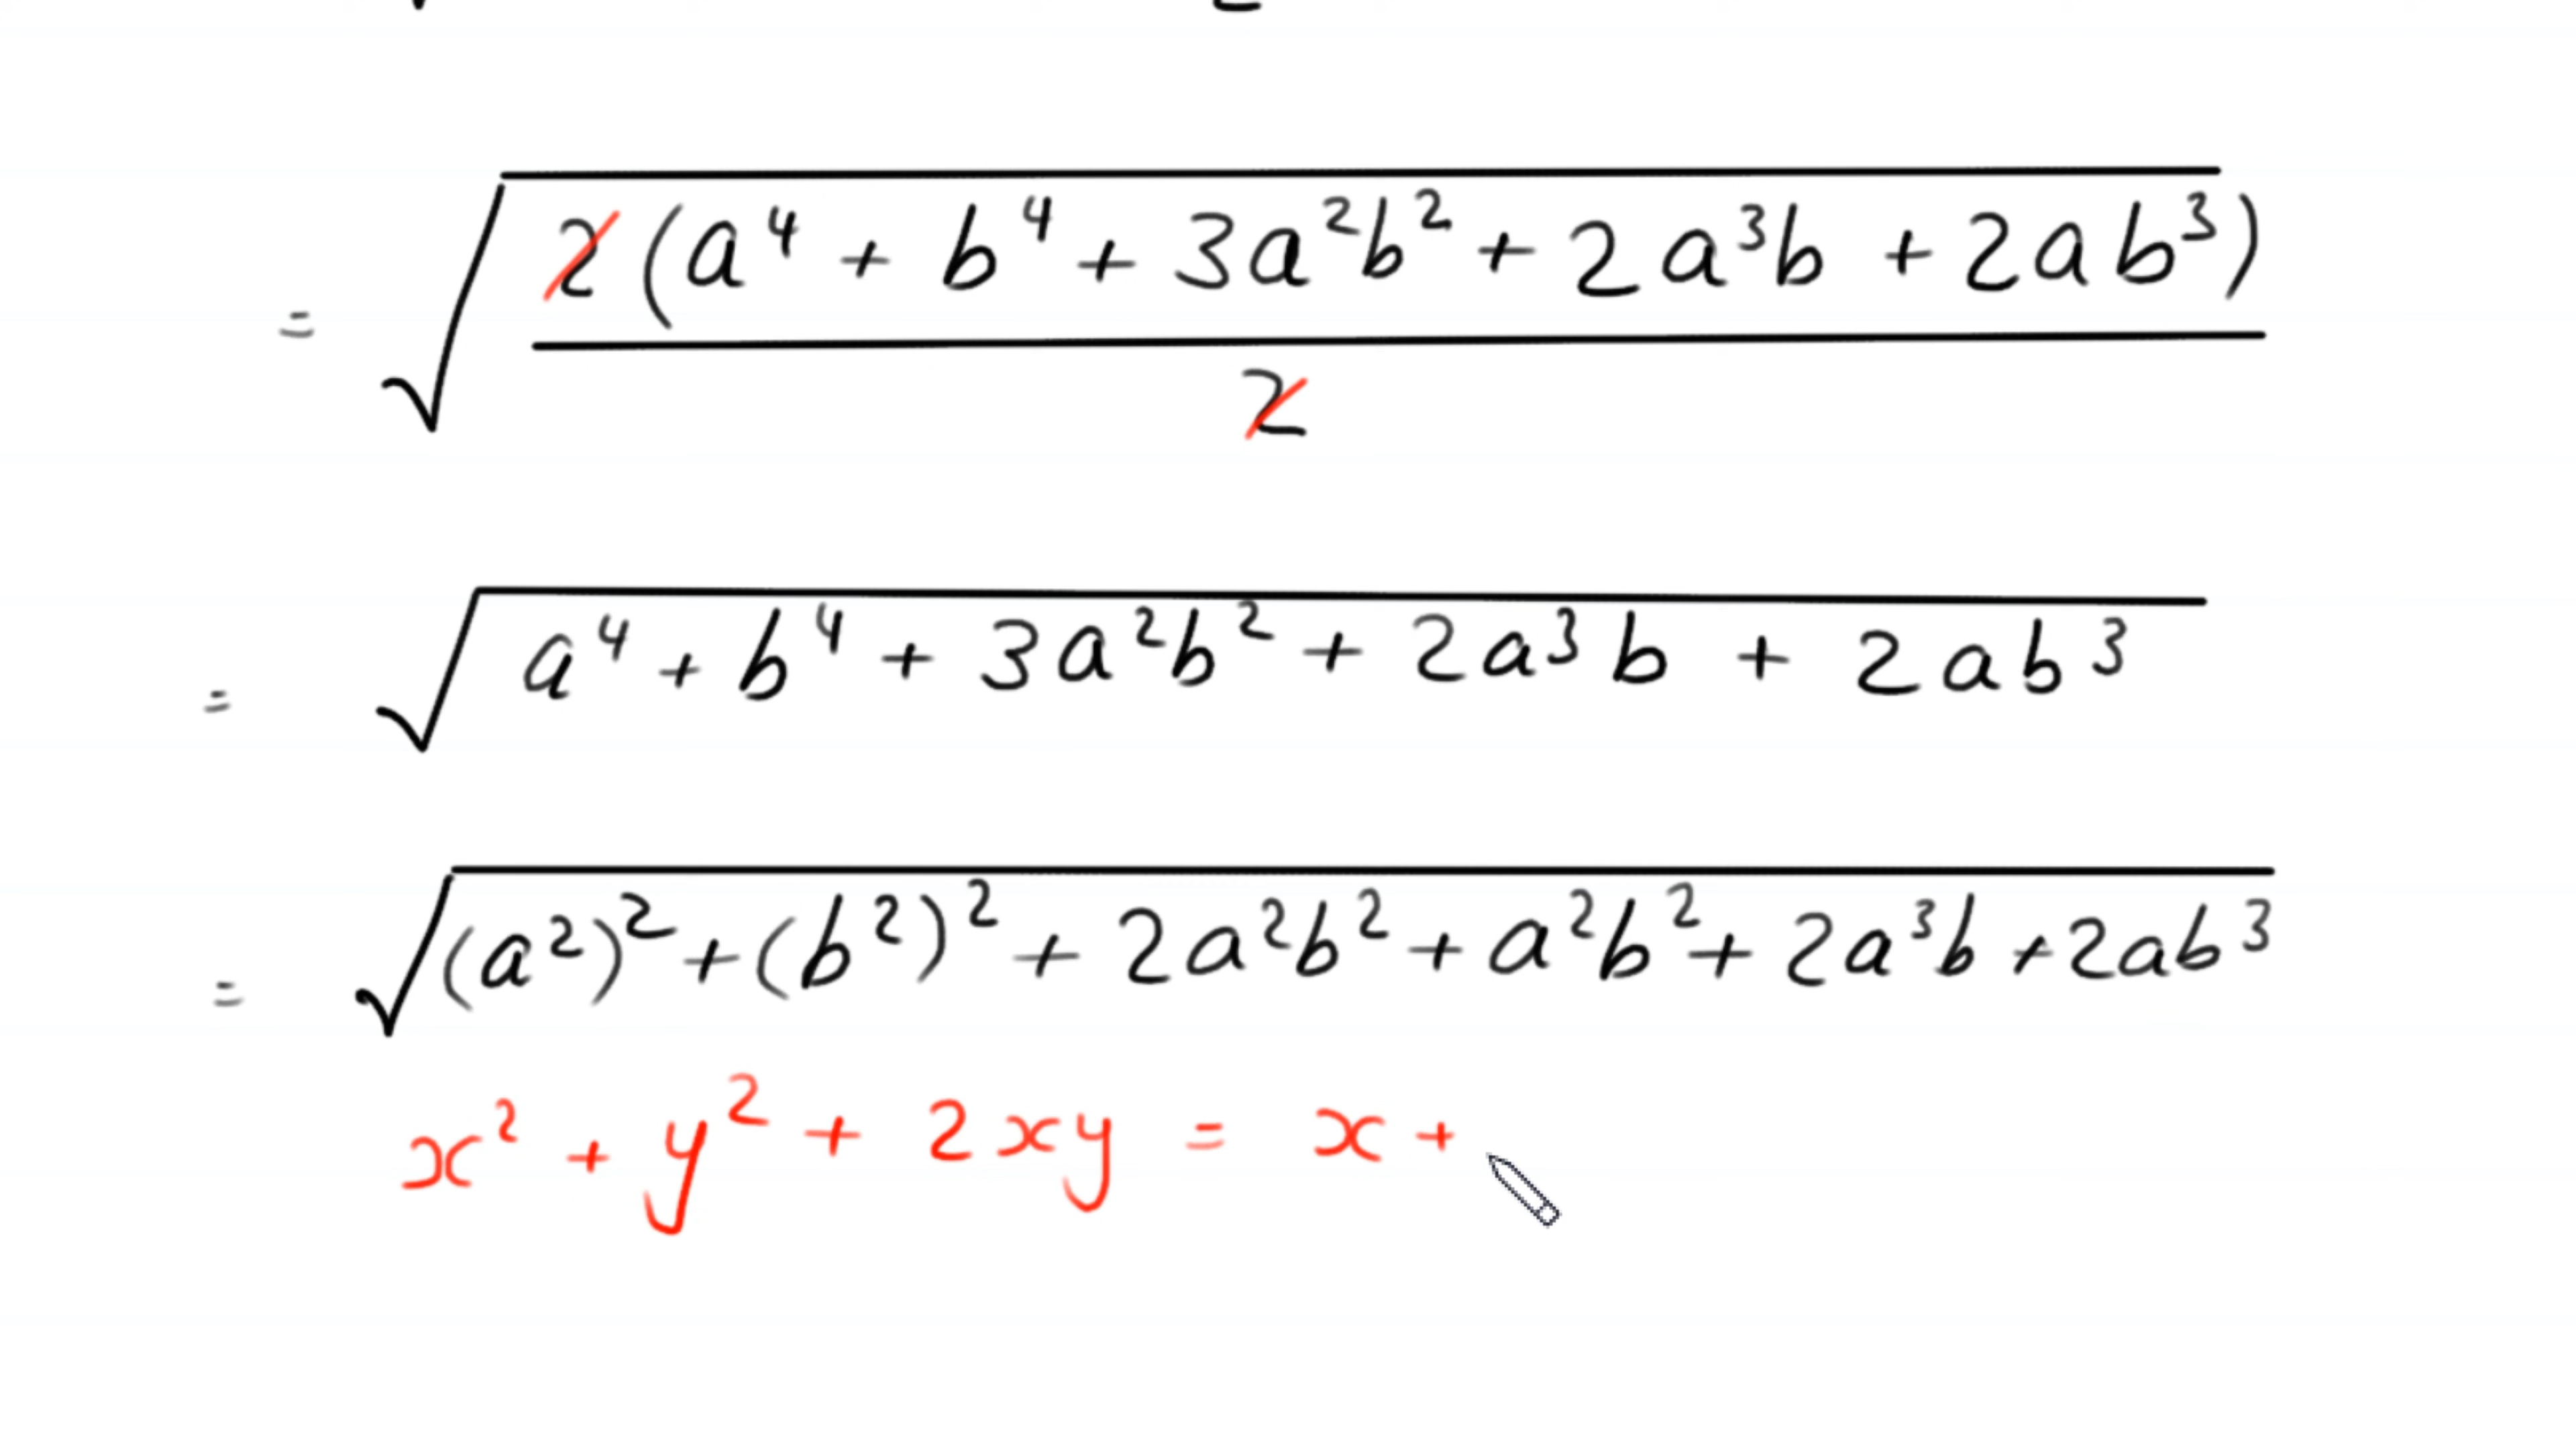 = √(2(a⁴ + b⁴ + 3a²b² + 2a³b + 2ab³) / 2)
= √(a⁴ + b⁴ + 3a²b² + 2a³b + 2ab³)
= √((a²)² + (b²)² + 2a²b² + a²b² + 2a³b + 2ab³)
x² + y² + 2xy = x +